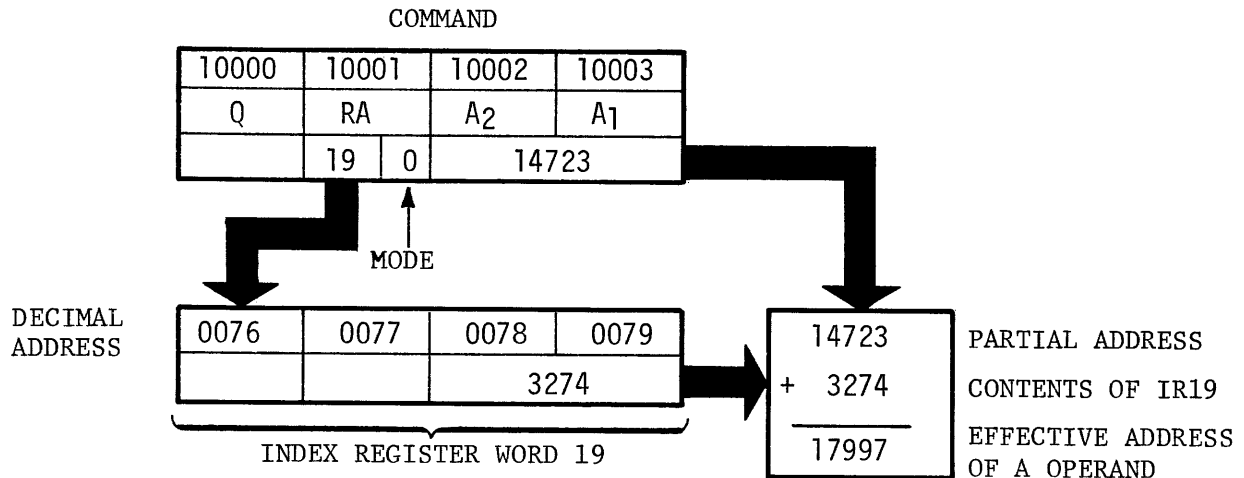 COMMAND
10000 10001 10002 10003
Q RA A2 A1
19 0 14723
MODE
DECIMAL
ADDRESS
0076 0077 0078 0079
3274
INDEX REGISTER WORD 19
14723 PARTIAL ADDRESS
+ 3274 CONTENTS OF IR19
17997 EFFECTIVE ADDRESS
OF A OPERAND